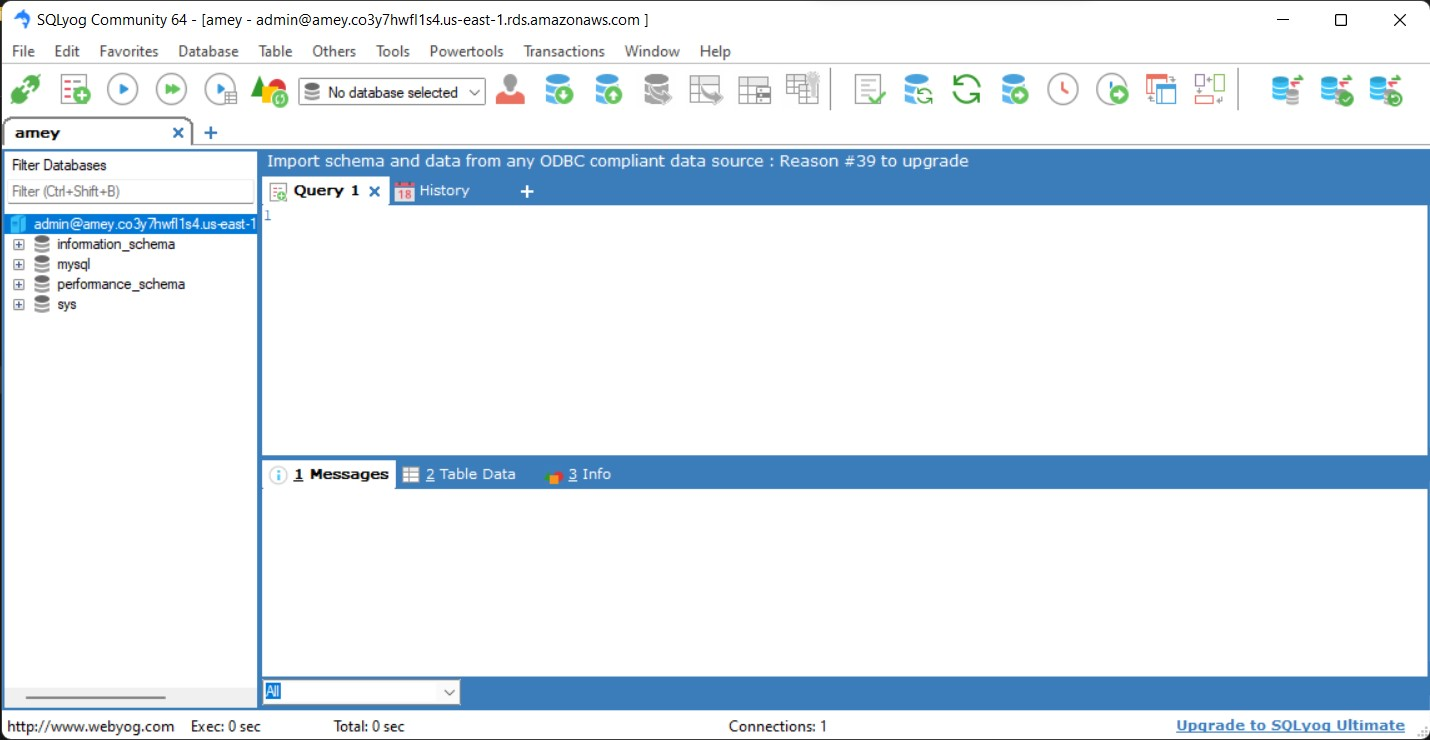 SQLyog Community 64 - [amey - admin@amey.co3y7hwfl1s4.us-east-1.rds.amazonaws.com ]
File Edit Favorites Database Table Others Tools Powertools Transactions Window Help
No database selected
amey
Filter Databases
Filter (Ctrl+Shift+B)
admin@amey.co3y7hwfl1s4.us-east-1
information_schema
mysql
performance_schema
sys
Import schema and data from any ODBC compliant data source : Reason #39 to upgrade
Query 1 18 History
1
1 Messages 2 Table Data 3 Info
All
http://www.webyog.com Exec: 0 sec Total: 0 sec Connections: 1 Upgrade to SQLyog Ultimate